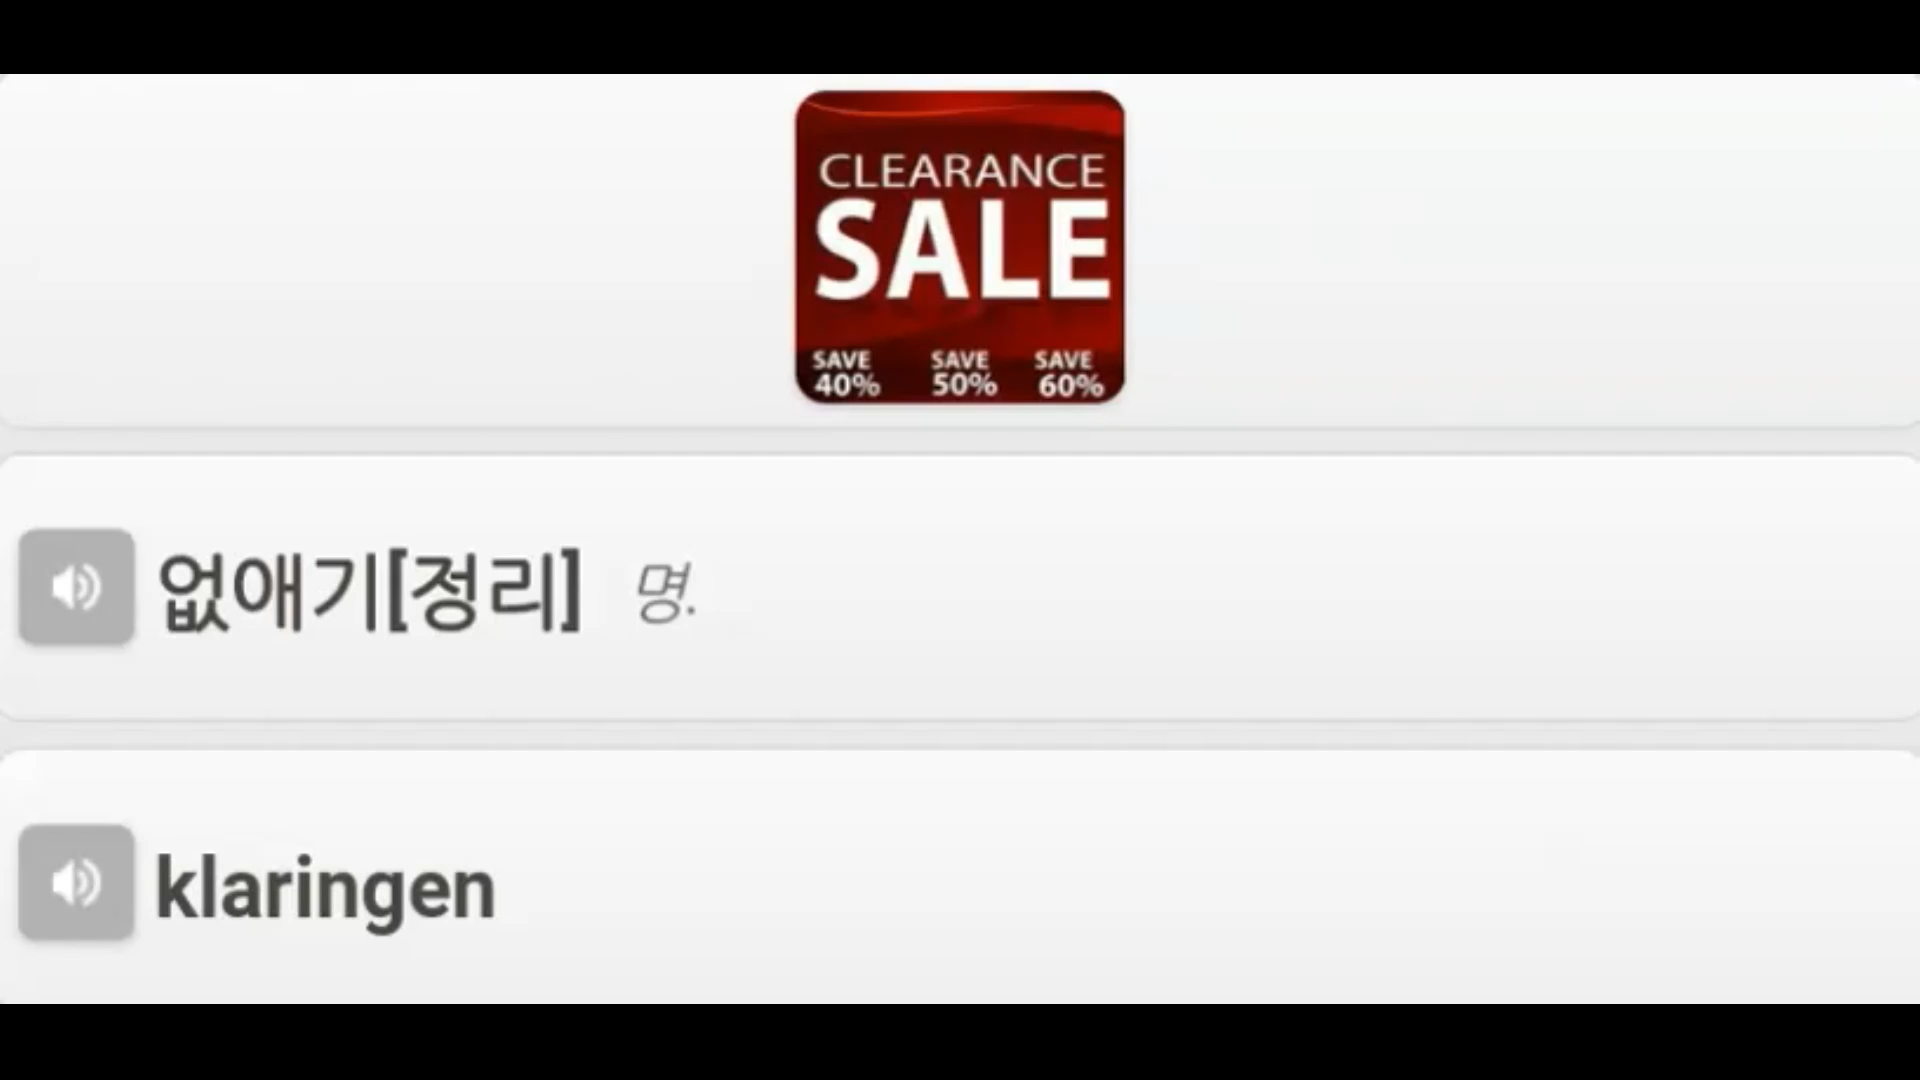 CLEARANCE
SALE
SAVE SAVE SAVE
40% 50% 60%
없애기[정리] 명.
klaringen